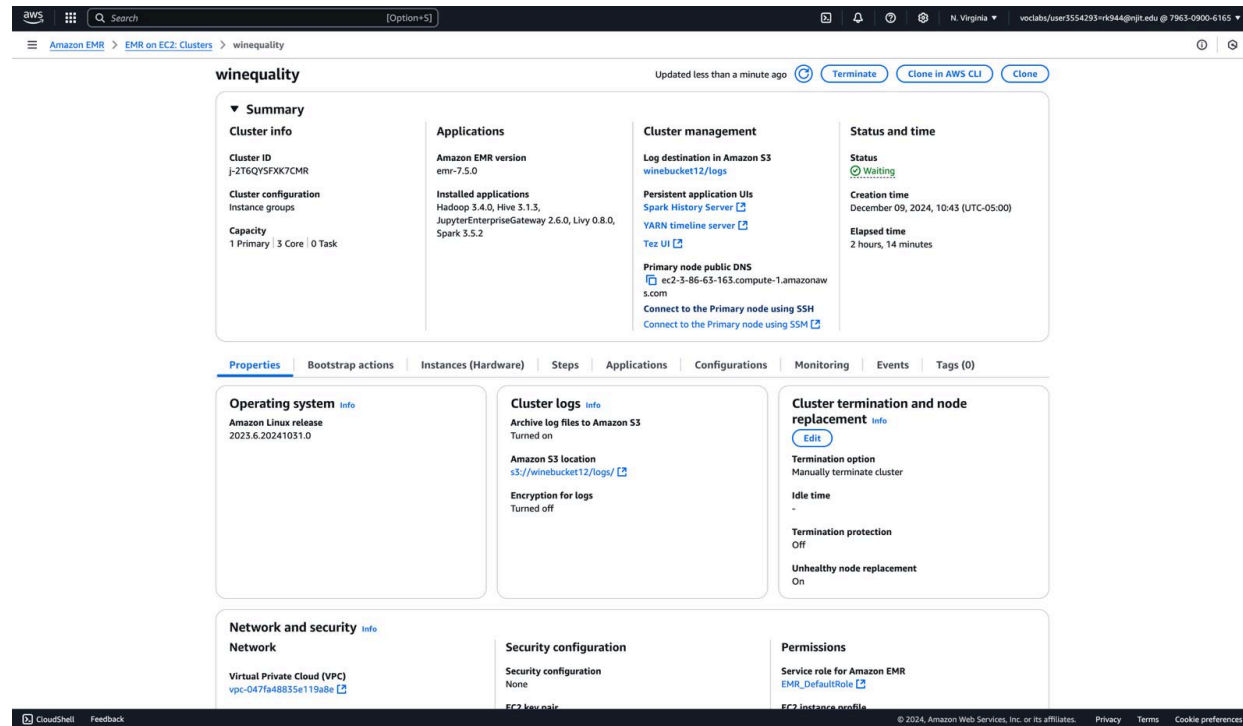 aws
Search
[Option+S]
N. Virginia ▼
voclabs/user3554293=rk944@njit.edu @ 7963-0900-6165 ▼
Amazon EMR > EMR on EC2: Clusters > winequality
winequality
Updated less than a minute ago
Terminate
Clone in AWS CLI
Clone
▼ Summary
Cluster info
Cluster ID
j-2T6QYSFXK7CMR
Cluster configuration
Instance groups
Capacity
1 Primary | 3 Core | 0 Task
Applications
Amazon EMR version
emr-7.5.0
Installed applications
Hadoop 3.4.0, Hive 3.1.3,
JupyterEnterpriseGateway 2.6.0, Livy 0.8.0,
Spark 3.5.2
Cluster management
Log destination in Amazon S3
winebucket12/logs
Persistent application UIs
Spark History Server
YARN timeline server
Tez UI
Primary node public DNS
ec2-3-86-63-163.compute-1.amazonaw
s.com
Connect to the Primary node using SSH
Connect to the Primary node using SSM
Status and time
Status
Waiting
Creation time
December 09, 2024, 10:43 (UTC-05:00)
Elapsed time
2 hours, 14 minutes
Properties
Bootstrap actions
Instances (Hardware)
Steps
Applications
Configurations
Monitoring
Events
Tags (0)
Operating system Info
Amazon Linux release
2023.6.20241031.0
Cluster logs Info
Archive log files to Amazon S3
Turned on
Amazon S3 location
s3://winebucket12/logs/
Encryption for logs
Turned off
Cluster termination and node
replacement Info
Edit
Termination option
Manually terminate cluster
Idle time
-
Termination protection
Off
Unhealthy node replacement
On
Network and security Info
Network
Virtual Private Cloud (VPC)
vpc-047fa48835e119a8e
Security configuration
Security configuration
None
EC2 key pair
Permissions
Service role for Amazon EMR
EMR_DefaultRole
EC2 instance profile
CloudShell
Feedback
© 2024, Amazon Web Services, Inc. or its affiliates.
Privacy
Terms
Cookie preferences